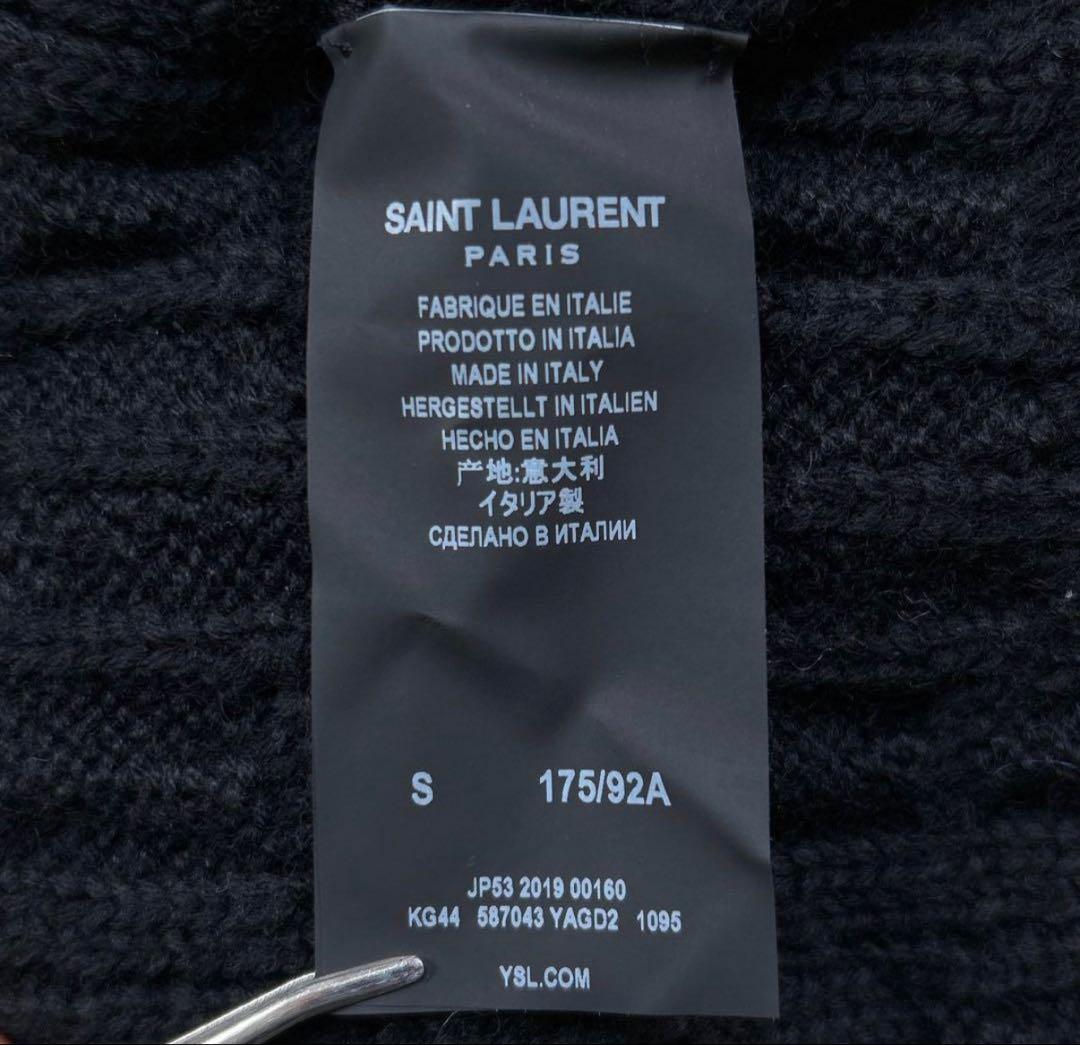 SAINT LAURENT
PARIS
FABRIQUE EN ITALIE
PRODOTTO IN ITALIA
MADE IN ITALY
HERGESTELLT IN ITALIEN
HECHO EN ITALIA
产地:意大利
イタリア製
СДЕЛАНО В ИТАЛИИ
S 175/92A
JP53 2019 00160
KG44 587043 YAGD2 1095
YSL.COM